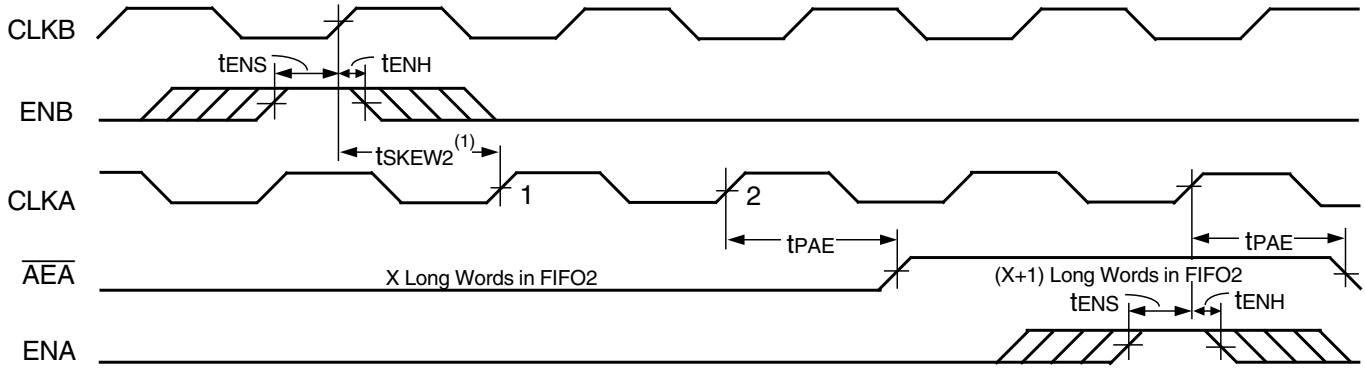 CLKB
tENS tENH
ENB
tSKEW2(1)
CLKA 1 2
tPAE tPAE
AEA X Long Words in FIFO2 (X+1) Long Words in FIFO2
tENS tENH
ENA